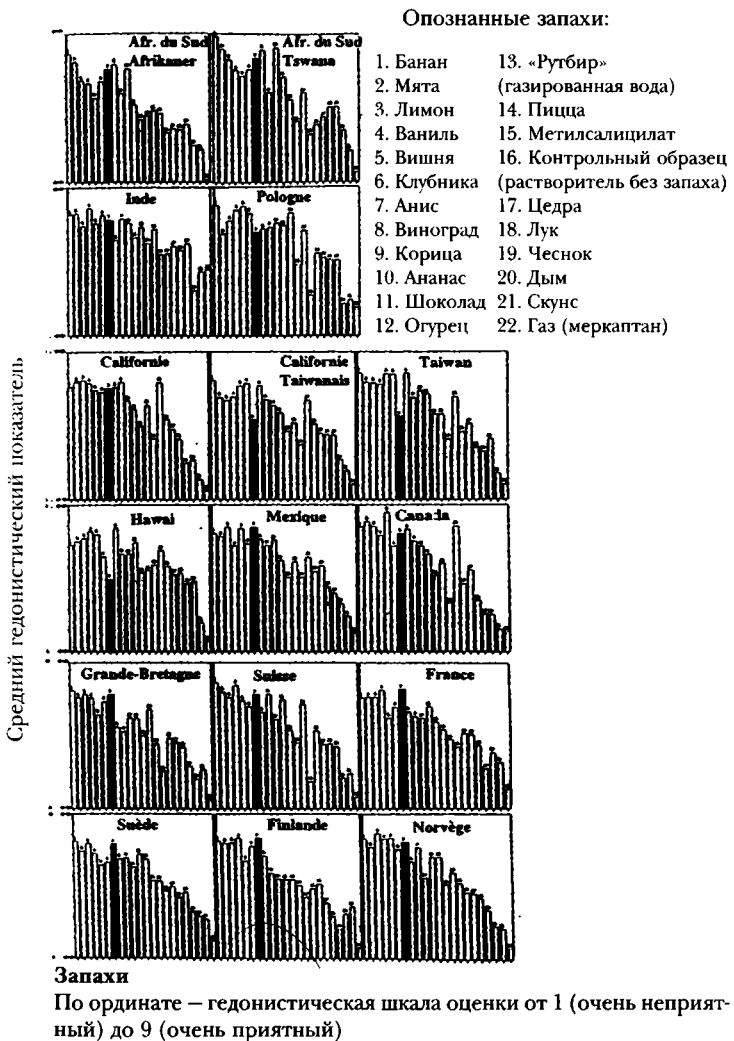 Опознанные запахи:
1. Банан
2. Мята
3. Лимон
4. Ваниль
5. Вишня
6. Клубника
7. Анис
8. Виноград
9. Корица
10. Ананас
11. Шоколад
12. Огурец
13. «Рутбир»
(газированная вода)
14. Пицца
15. Метилсалицилат
16. Контрольный образец
(растворитель без запаха)
17. Цедра
18. Лук
19. Чеснок
20. Дым
21. Скунс
22. Газ (меркаптан)
Средний гедонистический показатель
Afr. du Sud
Afrikaner
Afr. du Sud
Tswana
Inde
Pologne
Californie
Californie
Taiwanais
Taiwan
Hawai
Mexique
Canada
Grande-Bretagne
Suisse
France
Suède
Finlande
Norvège
Запахи
По ординате – гедонистическая шкала оценки от 1 (очень неприят-
ный) до 9 (очень приятный)